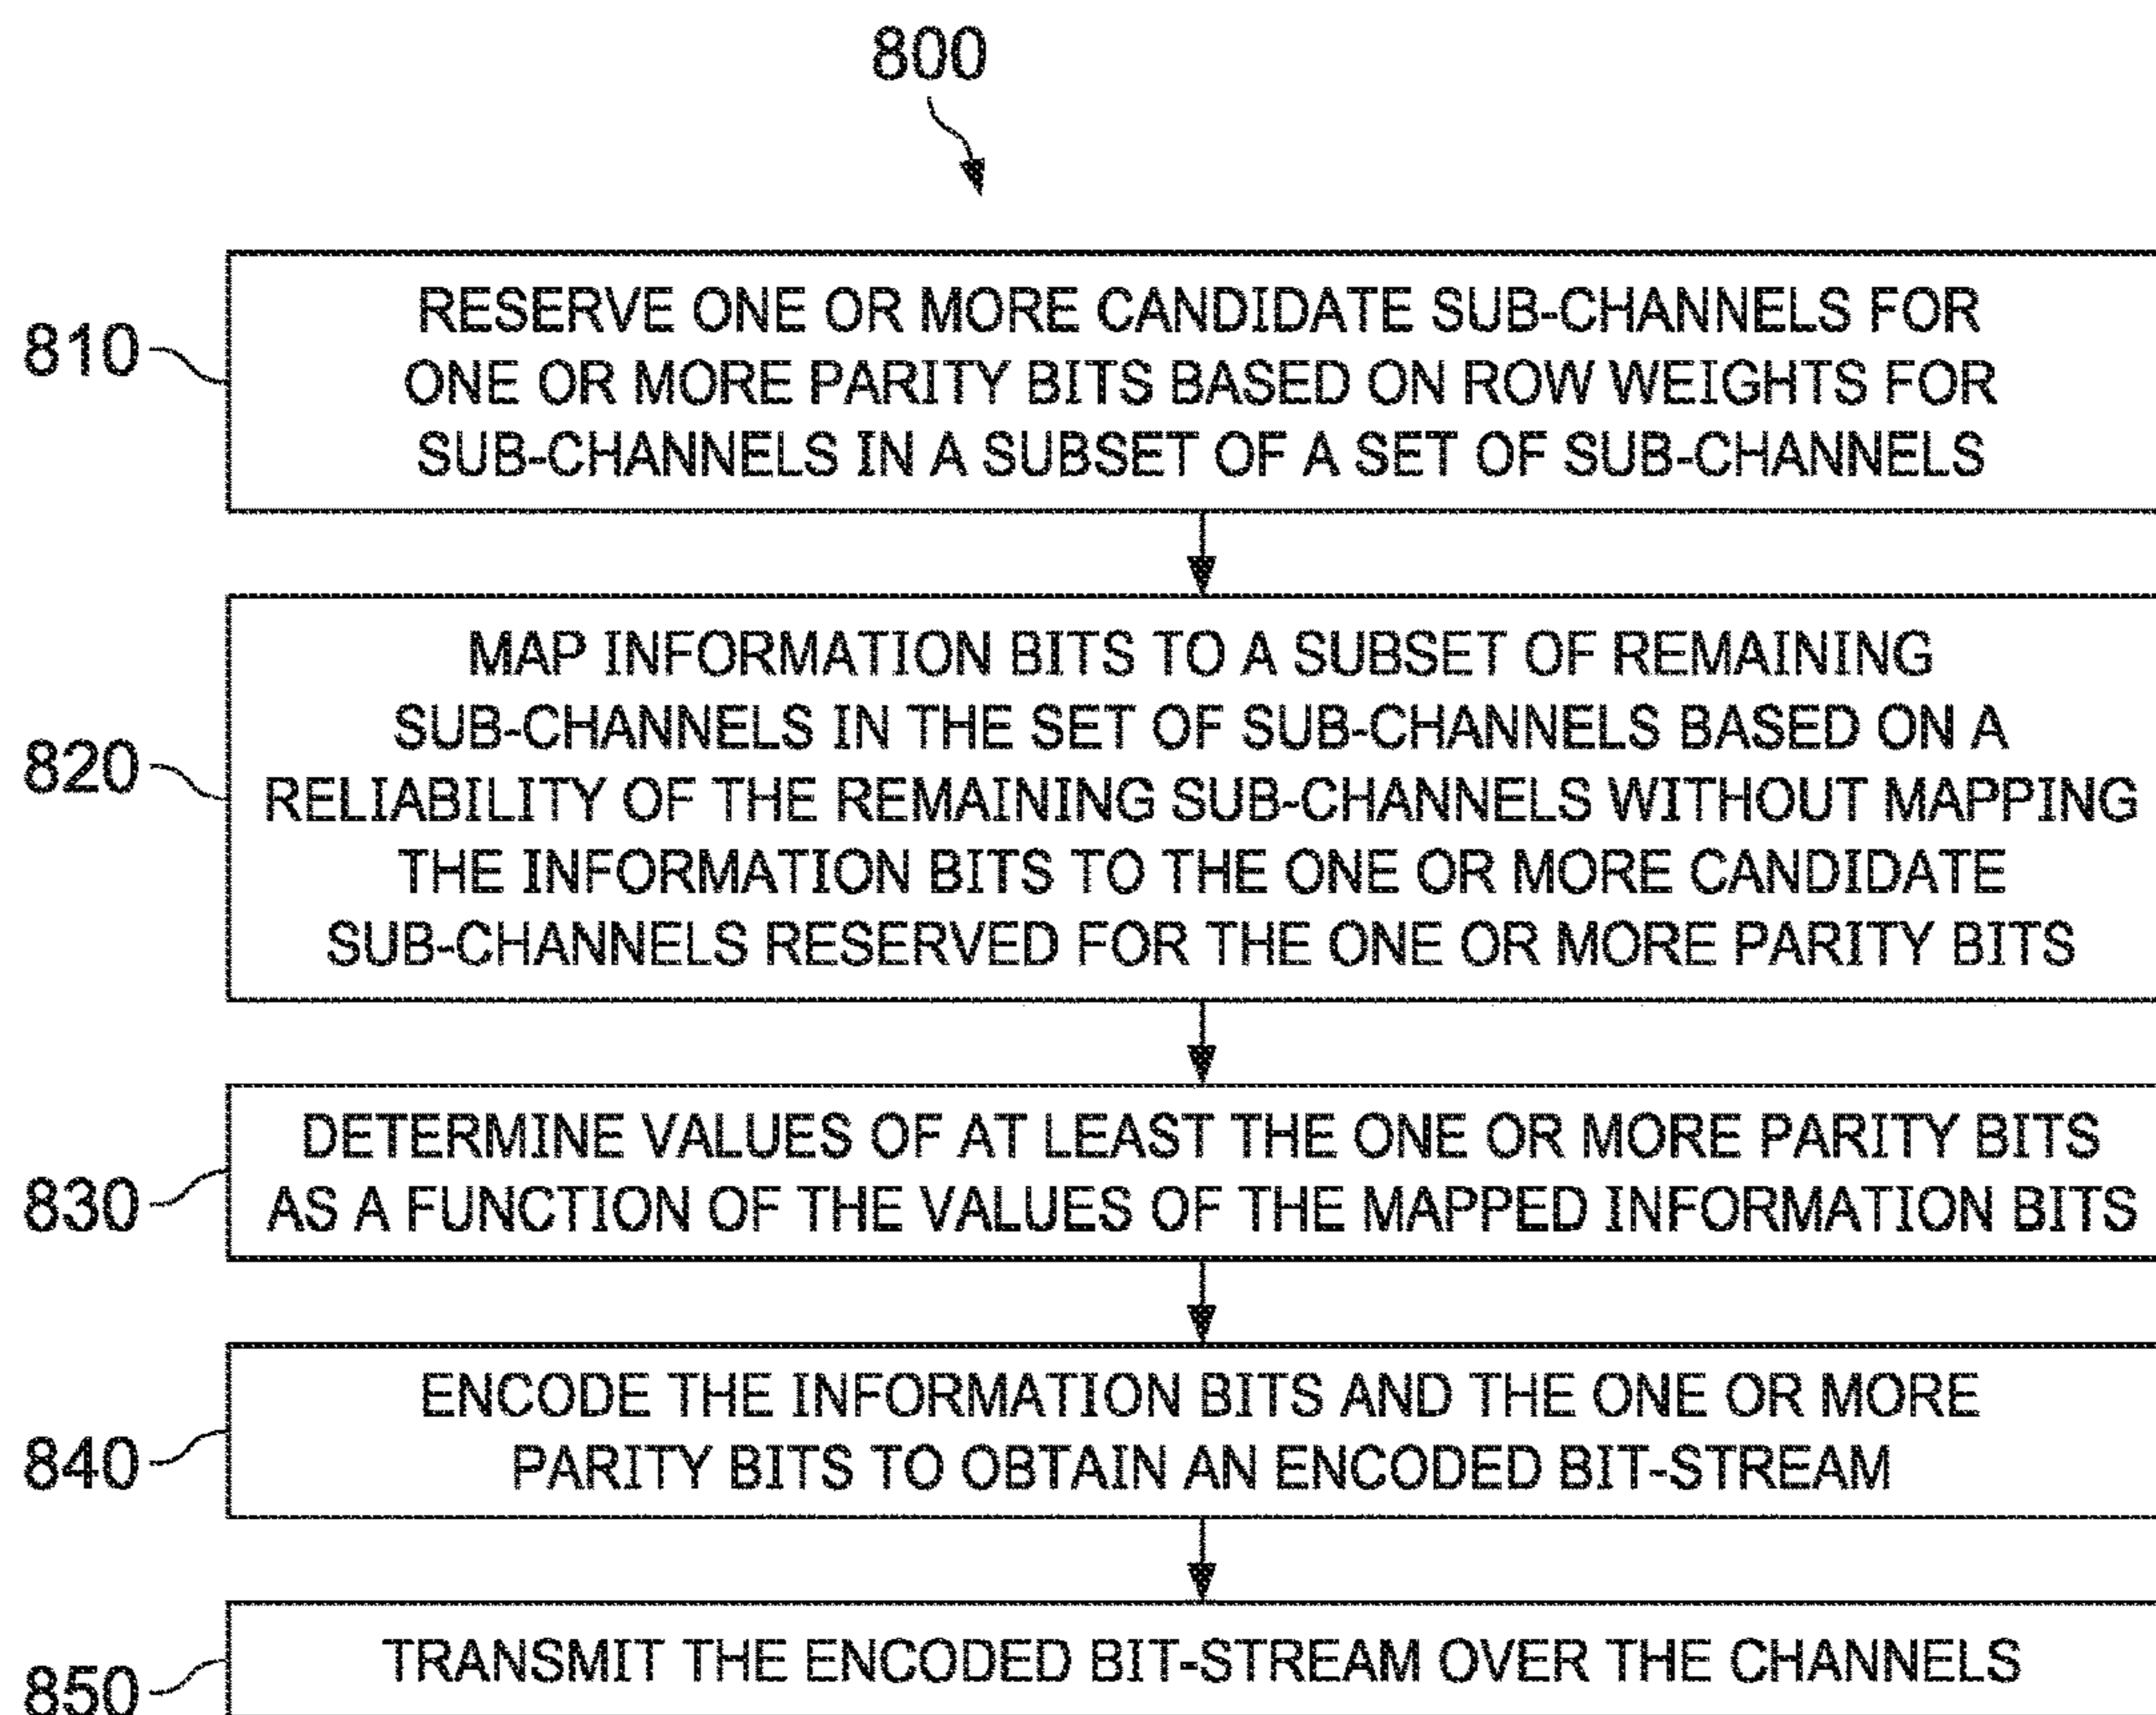 800
810
RESERVE ONE OR MORE CANDIDATE SUB-CHANNELS FOR
ONE OR MORE PARITY BITS BASED ON ROW WEIGHTS FOR
SUB-CHANNELS IN A SUBSET OF A SET OF SUB-CHANNELS
820
MAP INFORMATION BITS TO A SUBSET OF REMAINING
SUB-CHANNELS IN THE SET OF SUB-CHANNELS BASED ON A
RELIABILITY OF THE REMAINING SUB-CHANNELS WITHOUT MAPPING
THE INFORMATION BITS TO THE ONE OR MORE CANDIDATE
SUB-CHANNELS RESERVED FOR THE ONE OR MORE PARITY BITS
830
DETERMINE VALUES OF AT LEAST THE ONE OR MORE PARITY BITS
AS A FUNCTION OF THE VALUES OF THE MAPPED INFORMATION BITS
840
ENCODE THE INFORMATION BITS AND THE ONE OR MORE
PARITY BITS TO OBTAIN AN ENCODED BIT-STREAM
850
TRANSMIT THE ENCODED BIT-STREAM OVER THE CHANNELS